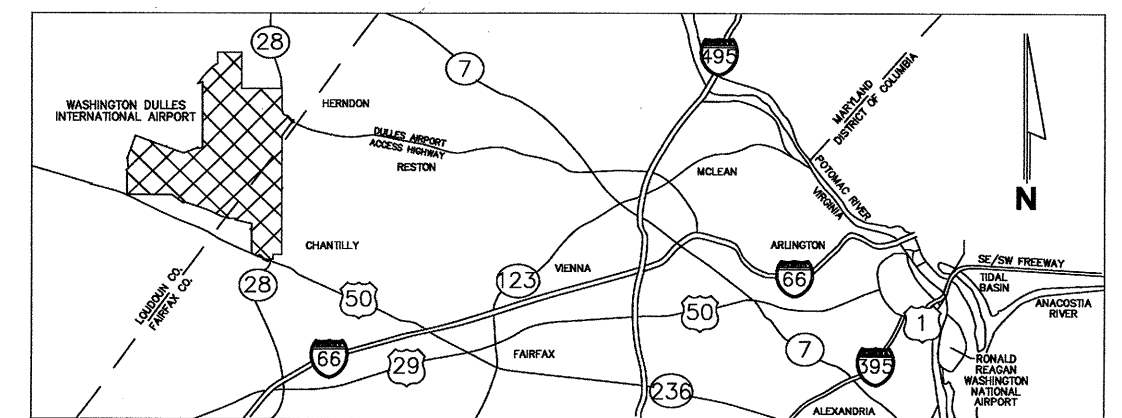 28
7
495
MARYLAND
DISTRICT OF COLUMBIA
WASHINGTON DULLES
INTERNATIONAL AIRPORT
HERNDON
DULLES AIRPORT
ACCESS HIGHWAY
RESTON
MCLEAN
POTOMAC RIVER
VIRGINIA
N
CHANTILLY
ARLINGTON
SE/SW FREEWAY
TIDAL
BASIN
ANACOSTIA
RIVER
VIENNA
66
28
LOUDOUN CO.
FAIRFAX CO.
50
123
50
1
66
29
FAIRFAX
7
395
236
RONALD
REAGAN
WASHINGTON
NATIONAL
AIRPORT
ALEXANDRIA